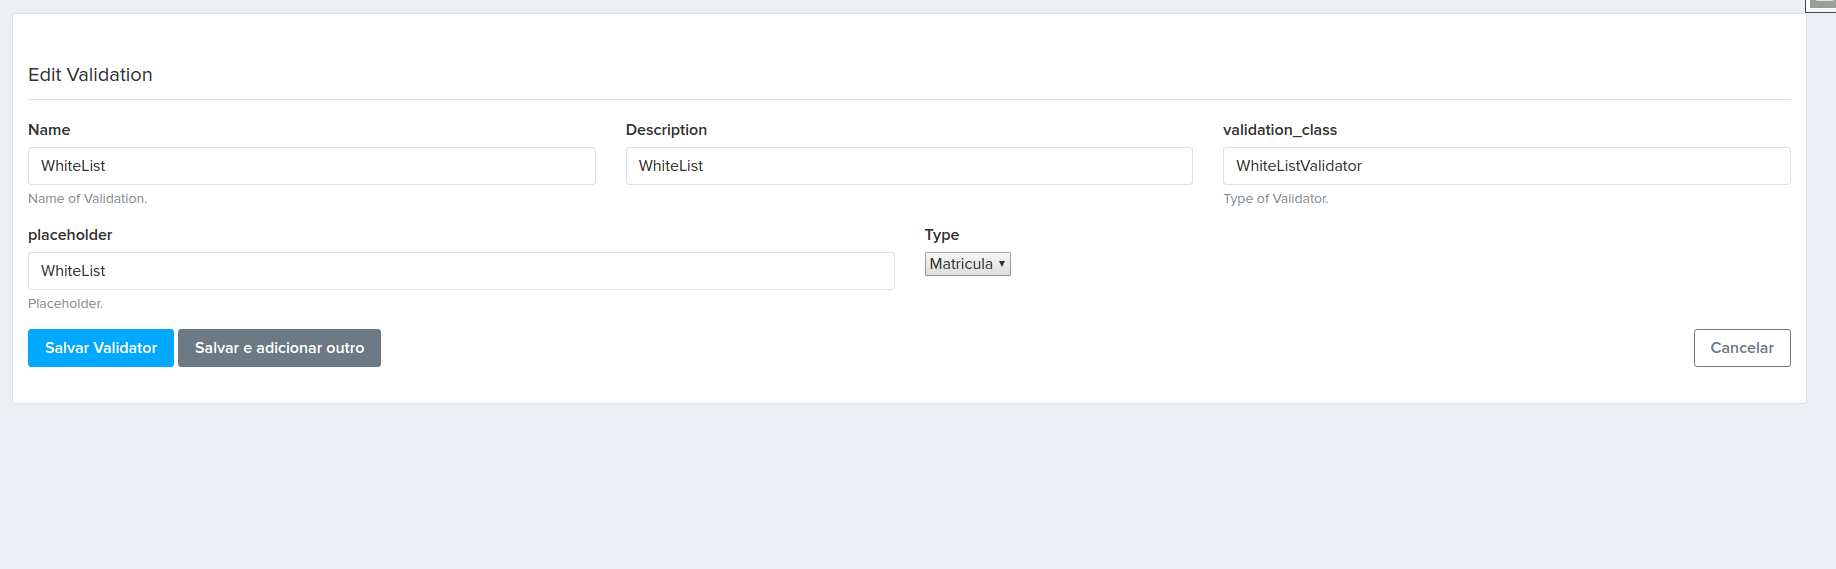 Edit Validation
Name
Description
validation_class
WhiteList
WhiteList
WhiteListValidator
Name of Validation.
Type of Validator.
placeholder
Type
WhiteList
Matricula
Placeholder.
Salvar Validator
Salvar e adicionar outro
Cancelar